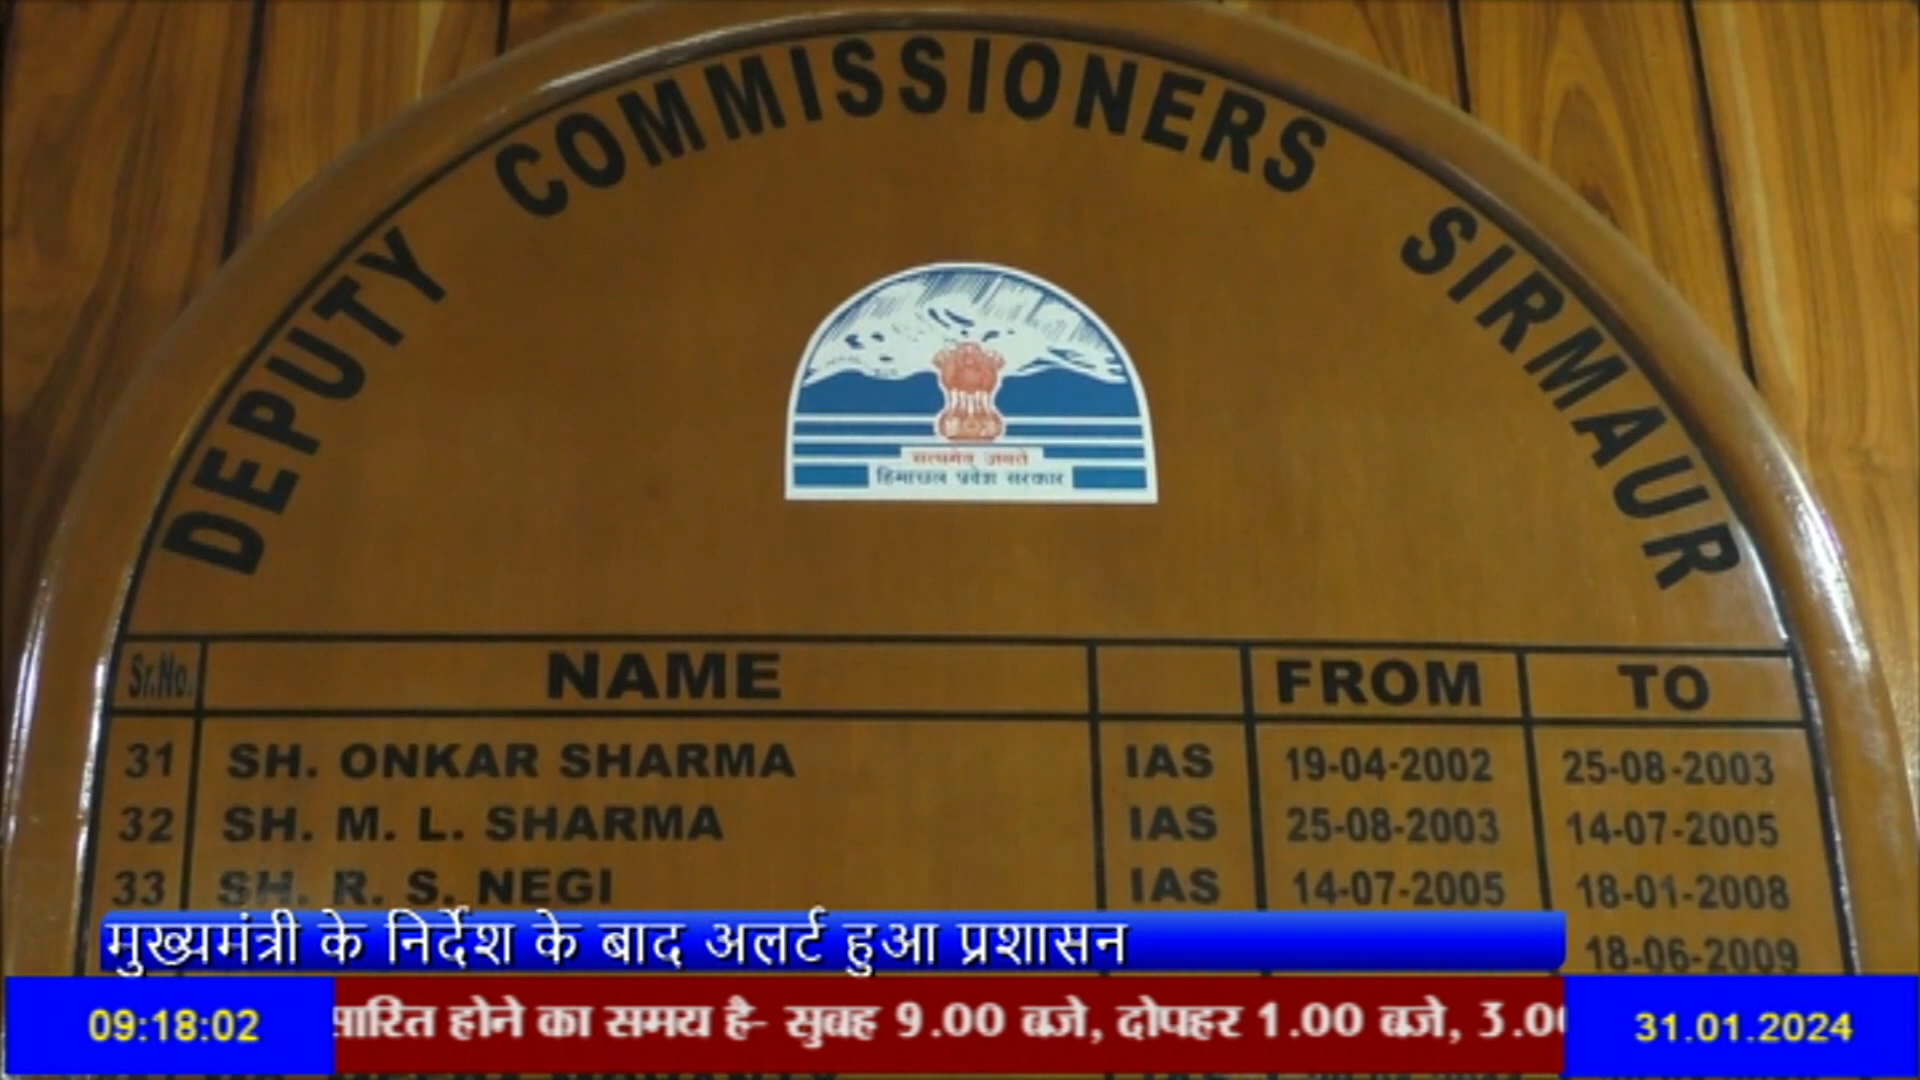 DEPUTY COMMISSIONERS SIRMAUR
सत्यमेव जयते
हिमाचल प्रदेश सरकार
Sr.No. NAME FROM TO
31 SH. ONKAR SHARMA IAS 19-04-2002 25-08-2003
32 SH. M. L. SHARMA IAS 25-08-2003 14-07-2005
33 SH. R. S. NEGI IAS 14-07-2005 18-01-2008
18-06-2009
मुख्यमंत्री के निर्देश के बाद अलर्ट हुआ प्रशासन
09:18:02 सारित होने का समय है- सुबह 9.00 बजे, दोपहर 1.00 बजे, 3.00 31.01.2024